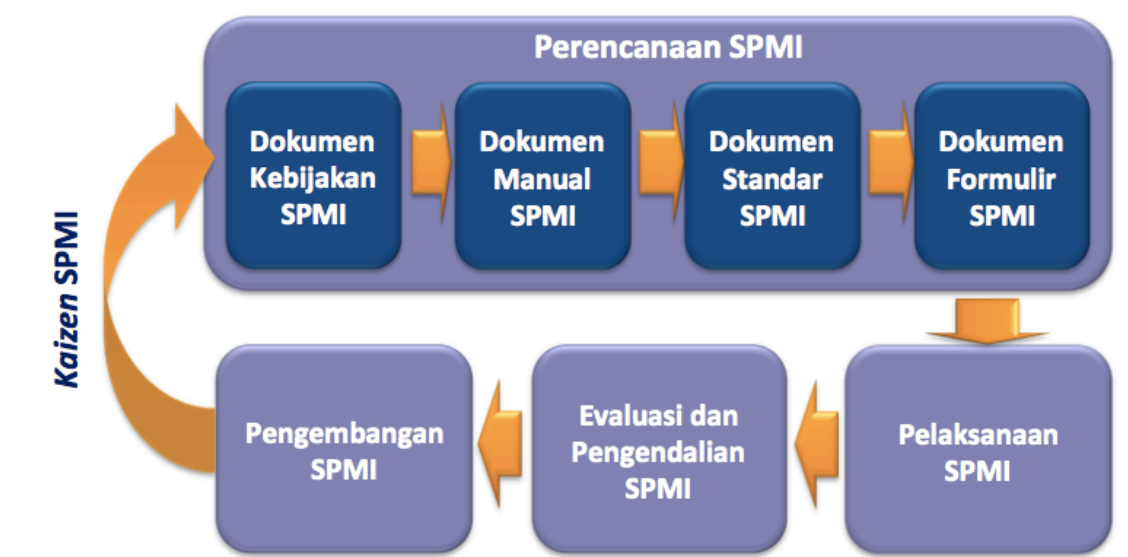 Perencanaan SPMI
Dokumen
Kebijakan
SPMI
Dokumen
Manual
SPMI
Dokumen
Standar
SPMI
Dokumen
Formulir
SPMI
Kaizen SPMI
Pengembangan
SPMI
Evaluasi dan
Pengendalian
SPMI
Pelaksanaan
SPMI